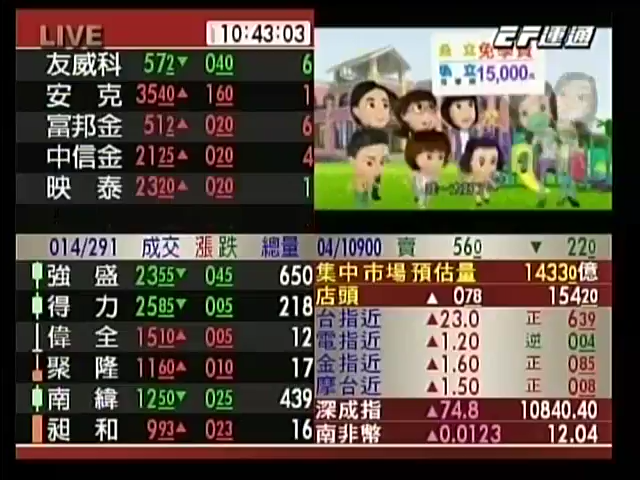 LIVE 10:43:03
友威科 572▼ 040 6
安克 3540▲ 160 1
富邦金 512▲ 020 6
中信金 2125▲ 020 4
映泰 2320▲ 020 1
EF運通
免學費
私立 15,000元
014/291 成交 漲跌 總量
強盛 2355▼ 045 650
得力 2585▼ 005 218
偉全 1510▲ 005 12
聚隆 1160▲ 010 17
南緯 1250▼ 025 439
昶和 993▲ 023 16
04/10900 賣 560 ▼ 220
集中市場預估量 14330億
店頭 ▲ 078 15420
台指近 ▲23.0 正 639
電指近 ▲1.20 逆 004
金指近 ▲1.60 正 085
摩台近 ▲1.50 正 008
深成指 ▲74.8 10840.40
南非幣 ▲0.0123 12.04